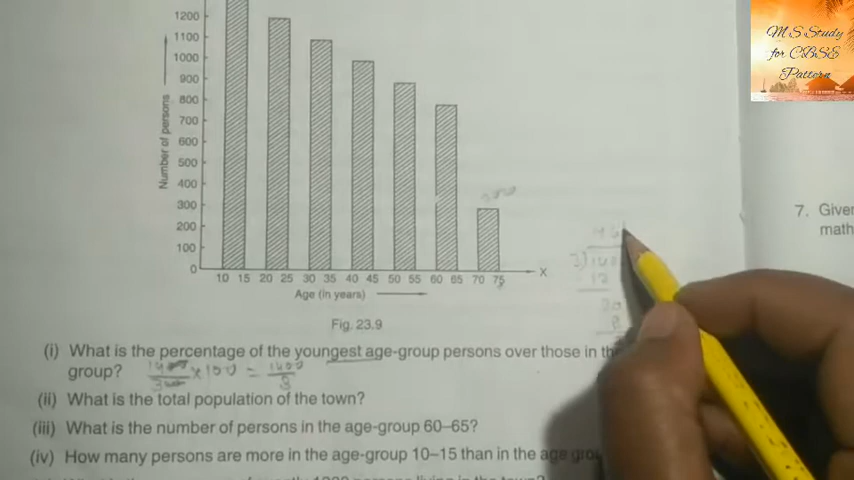 M S Study
for CBSE
Pattern
Number of persons
1200
1100
1000
900
800
700
600
500
400
300
200
100
0
10 15 20 25 30 35 40 45 50 55 60 65 70 75 X
Age (in years)
Fig. 23.9
(i) What is the percentage of the youngest age-group persons over those in
group? × 100 = 1400/3
(ii) What is the total population of the town?
(iii) What is the number of persons in the age-group 60–65?
(iv) How many persons are more in the age-group 10–15 than in the age
7. Given
math